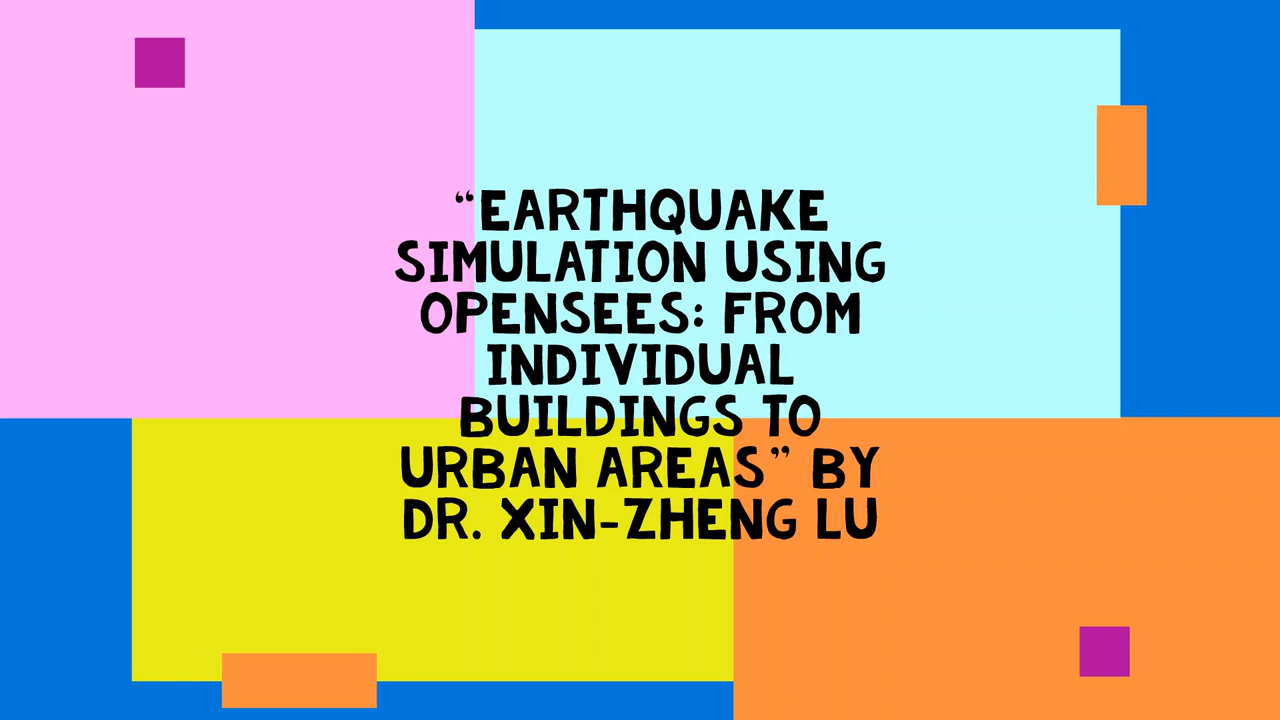 “EARTHQUAKE
SIMULATION USING
OPENSEES: FROM
INDIVIDUAL
BUILDINGS TO
URBAN AREAS” BY
DR. XIN-ZHENG LU